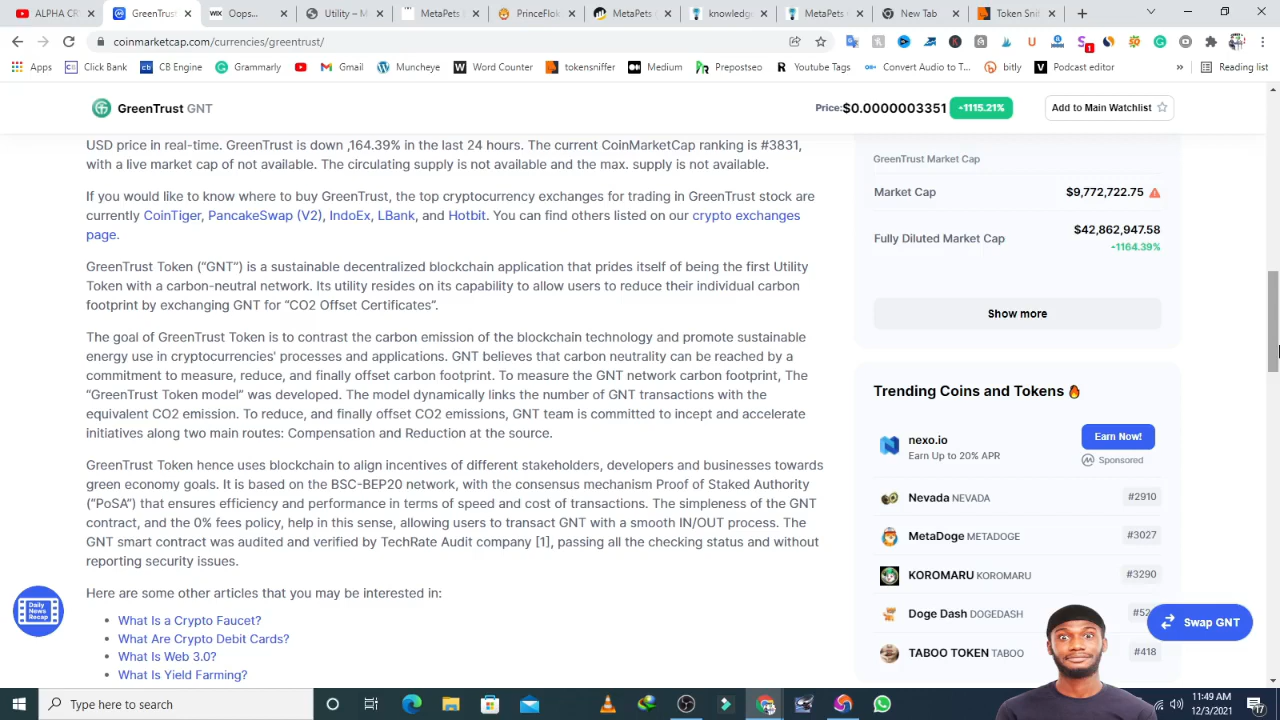 ALPHA CR
BetPets
Oops...
Utility – M
MetaPets
PriceFlo
MetaPets
knowledg
MetaPets
New Tab
Token Snif
coinmarketcap.com/currencies/greentrust/
Apps
Click Bank
CB Engine
Grammarly
Gmail
Muncheye
Word Counter
tokensniffer
Medium
Prepostseo
Youtube Tags
Convert Audio to T...
bitly
Podcast editor
»
Reading list
GreenTrust GNT
Price:$0.0000003351
1115.21%
Add to Main Watchlist
USD price in real-time. GreenTrust is down ,164.39% in the last 24 hours. The current CoinMarketCap ranking is #3831,
with a live market cap of not available. The circulating supply is not available and the max. supply is not available.
If you would like to know where to buy GreenTrust, the top cryptocurrency exchanges for trading in GreenTrust stock are
currently CoinTiger, PancakeSwap (V2), IndoEx, LBank, and Hotbit. You can find others listed on our crypto exchanges
page.
GreenTrust Token (“GNT”) is a sustainable decentralized blockchain application that prides itself of being the first Utility
Token with a carbon-neutral network. Its utility resides on its capability to allow users to reduce their individual carbon
footprint by exchanging GNT for “CO2 Offset Certificates”.
The goal of GreenTrust Token is to contrast the carbon emission of the blockchain technology and promote sustainable
energy use in cryptocurrencies' processes and applications. GNT believes that carbon neutrality can be reached by a
commitment to measure, reduce, and finally offset carbon footprint. To measure the GNT network carbon footprint, The
“GreenTrust Token model” was developed. The model dynamically links the number of GNT transactions with the
equivalent CO2 emission. To reduce, and finally offset CO2 emissions, GNT team is committed to incept and accelerate
initiatives along two main routes: Compensation and Reduction at the source.
GreenTrust Token hence uses blockchain to align incentives of different stakeholders, developers and businesses towards
green economy goals. It is based on the BSC-BEP20 network, with the consensus mechanism Proof of Staked Authority
(“PoSA”) that ensures efficiency and performance in terms of speed and cost of transactions. The simpleness of the GNT
contract, and the 0% fees policy, help in this sense, allowing users to transact GNT with a smooth IN/OUT process. The
GNT smart contract was audited and verified by TechRate Audit company [1], passing all the checking status and without
reporting security issues.
Here are some other articles that you may be interested in:
What Is a Crypto Faucet?
What Are Crypto Debit Cards?
What Is Web 3.0?
What Is Yield Farming?
Daily
News
Recap
GreenTrust Market Cap
Market Cap
$9,772,722.75
Fully Diluted Market Cap
$42,862,947.58
1164.39%
Show more
Trending Coins and Tokens
nexo.io
Earn Up to 20% APR
Earn Now!
Sponsored
Nevada NEVADA
#2910
MetaDoge METADOGE
#3027
KOROMARU KOROMARU
#3290
Doge Dash DOGEDASH
#52
Swap GNT
TABOO TOKEN TABOO
#418
Type here to search
11:49 AM
12/3/2021